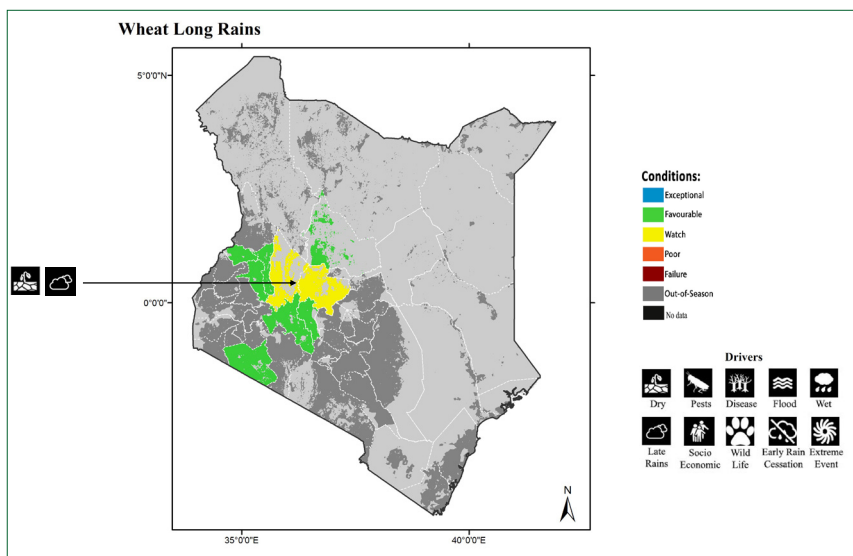 Wheat Long Rains
5°0'0"N
0°0'0"
35°0'0"E
40°0'0"E
N
Conditions:
Exceptional
Favourable
Watch
Poor
Failure
Out-of-Season
No data
Drivers
Dry Pests Disease Flood Wet
Late Socio Wild Early Rain Extreme
Rains Economic Life Cessation Event